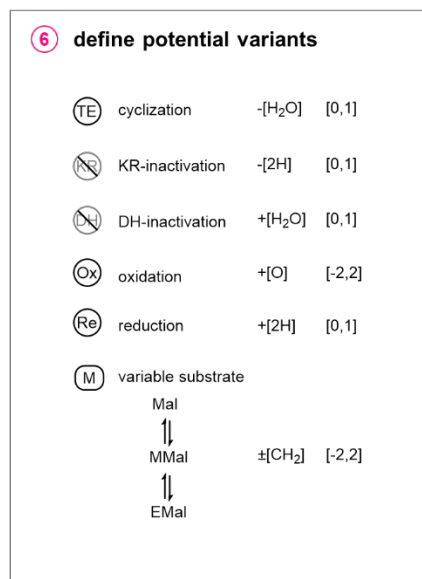 6 define potential variants
TE cyclization -[H₂O] [0,1]
KR KR-inactivation -[2H] [0,1]
DH DH-inactivation +[H₂O] [0,1]
Ox oxidation +[O] [-2,2]
Re reduction +[2H] [0,1]
M variable substrate
Mal
MMal ±[CH₂] [-2,2]
EMal